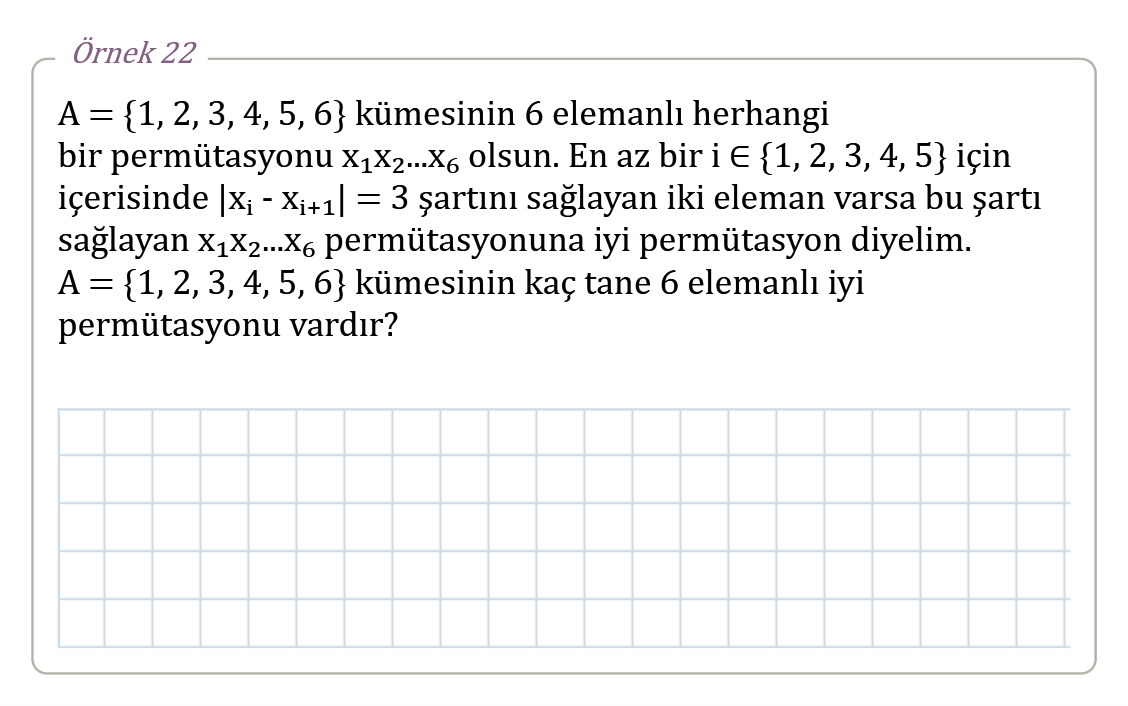 Örnek 22
A = {1, 2, 3, 4, 5, 6} kümesinin 6 elemanlı herhangi
bir permütasyonu x₁x₂...x₆ olsun. En az bir i ∈ {1, 2, 3, 4, 5} için
içerisinde |xᵢ - xᵢ₊₁| = 3 şartını sağlayan iki eleman varsa bu şartı
sağlayan x₁x₂...x₆ permütasyonuna iyi permütasyon diyelim.
A = {1, 2, 3, 4, 5, 6} kümesinin kaç tane 6 elemanlı iyi
permütasyonu vardır?